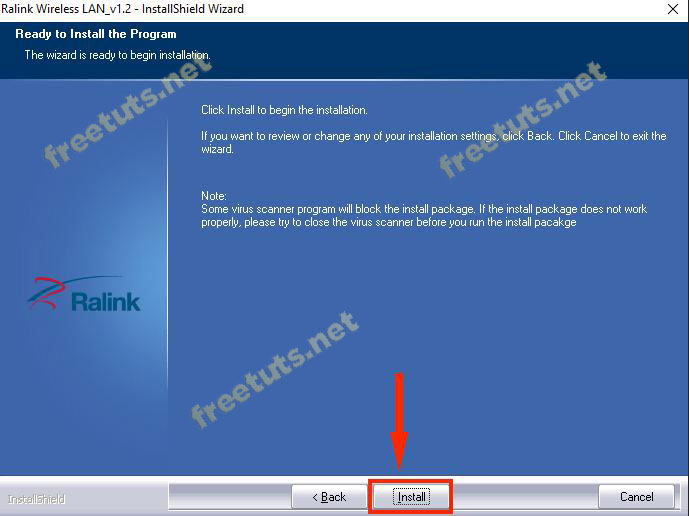 Ralink Wireless LAN_v1.2 - InstallShield Wizard
Ready to Install the Program
The wizard is ready to begin installation.
freetuts.net
freetuts.net
Click Install to begin the installation.
If you want to review or change any of your installation settings, click Back. Click Cancel to exit the
wizard.
Note:
Some virus scanner program will block the install package. If the install package does not work
properly, please try to close the virus scanner before you run the install pacakge
Ralink
freetuts.net
InstallShield
< Back
Install
Cancel